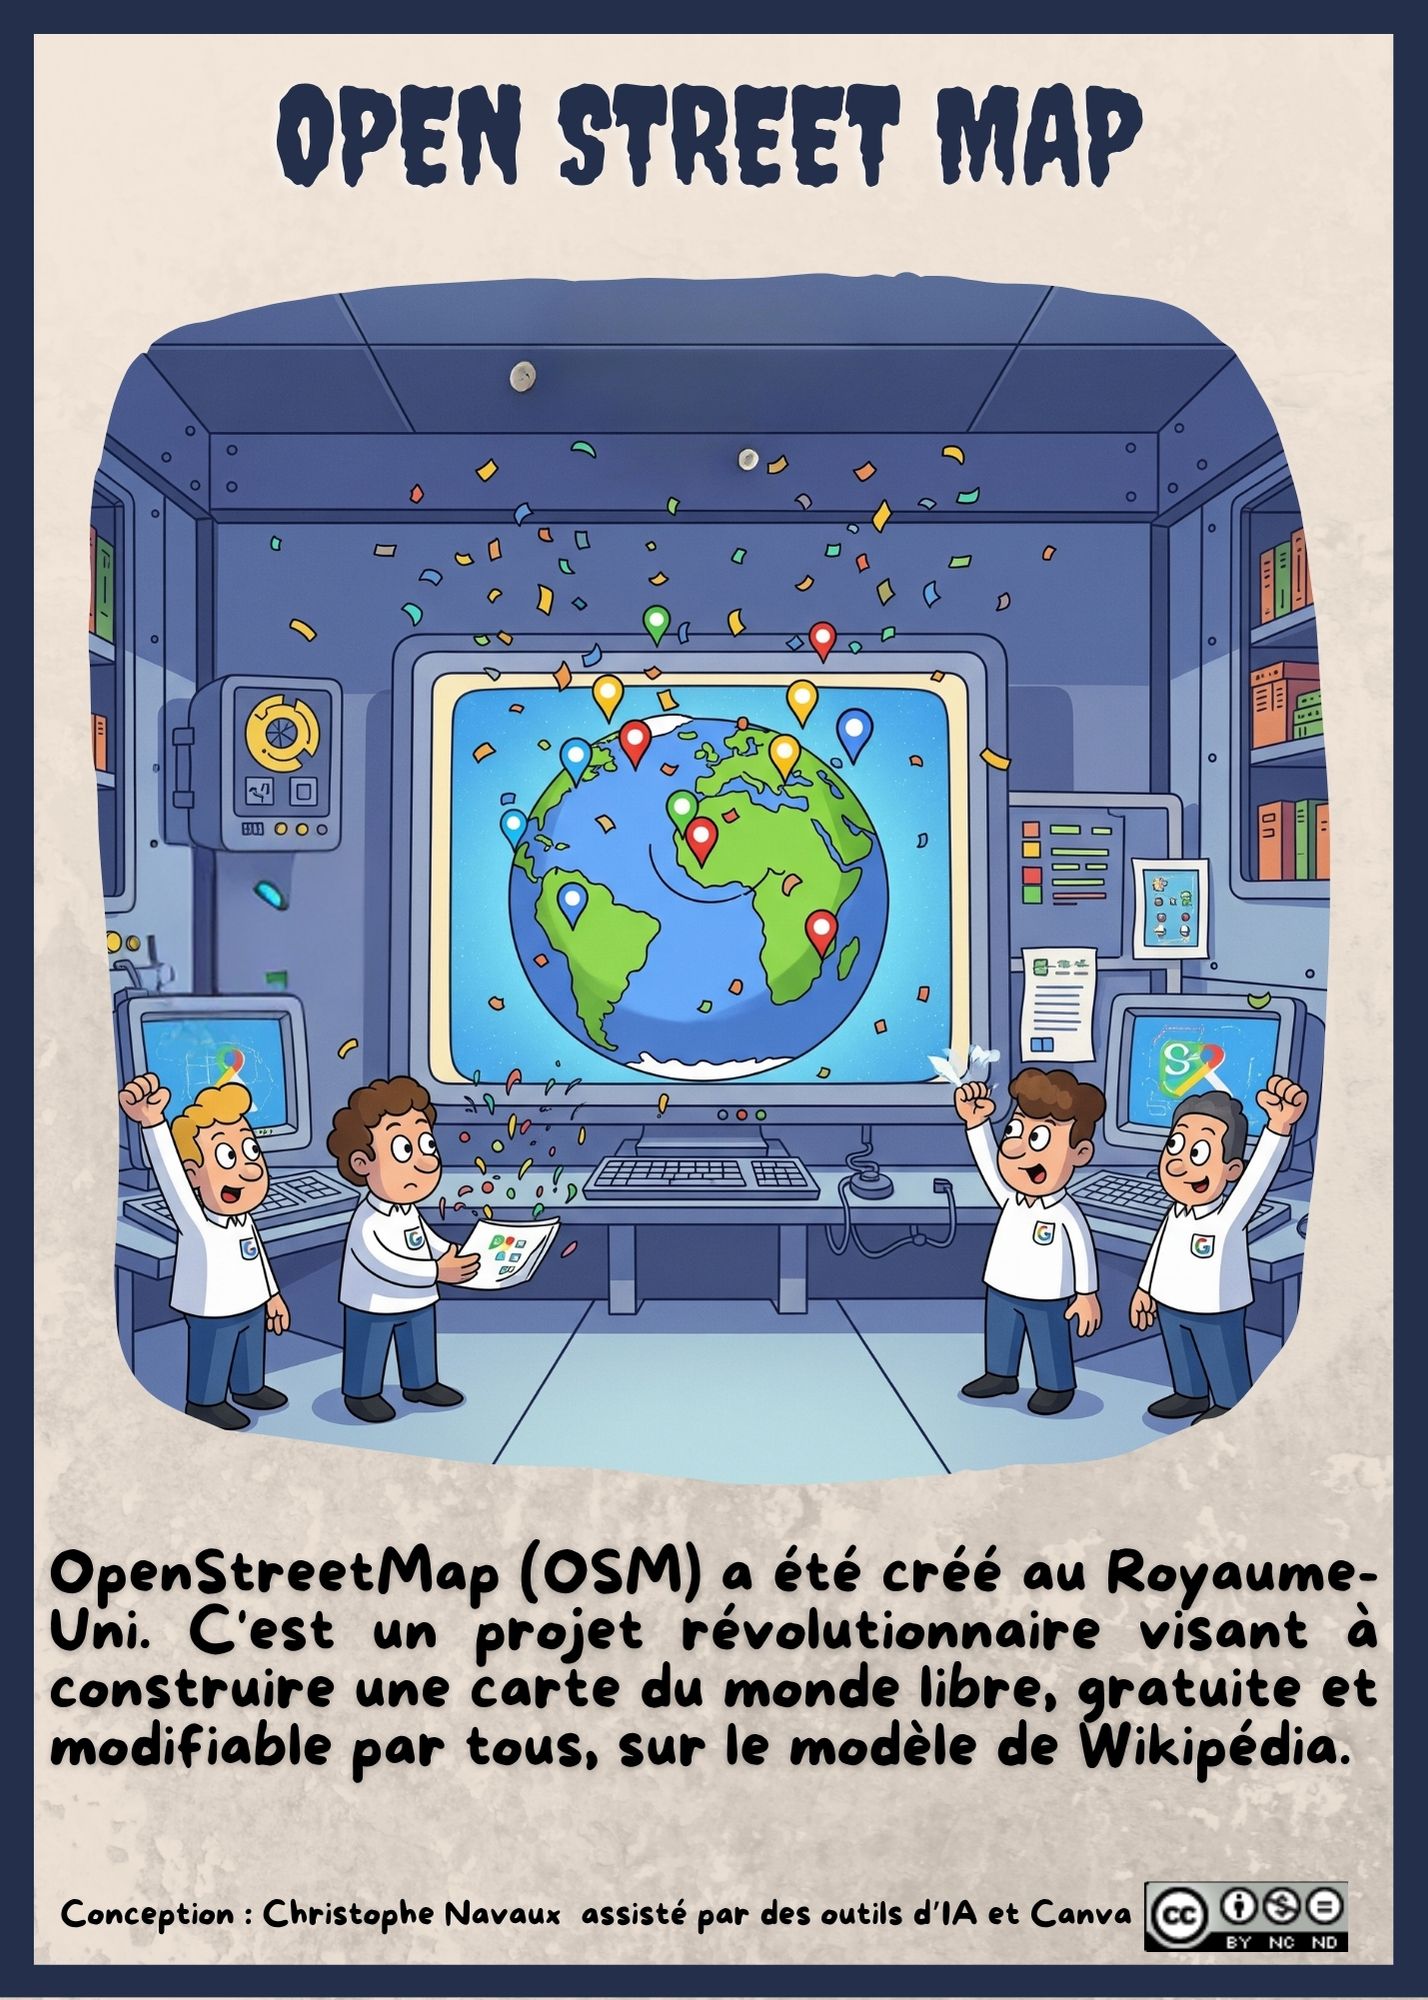 OPEN STREET MAP
G
G
G
G
OpenStreetMap (OSM) a été créé au Royaume-
Uni. C'est un projet révolutionnaire visant à
construire une carte du monde libre, gratuite et
modifiable par tous, sur le modèle de Wikipédia.
Conception : Christophe Navaux assisté par des outils d'IA et Canva
cc
BY NC ND